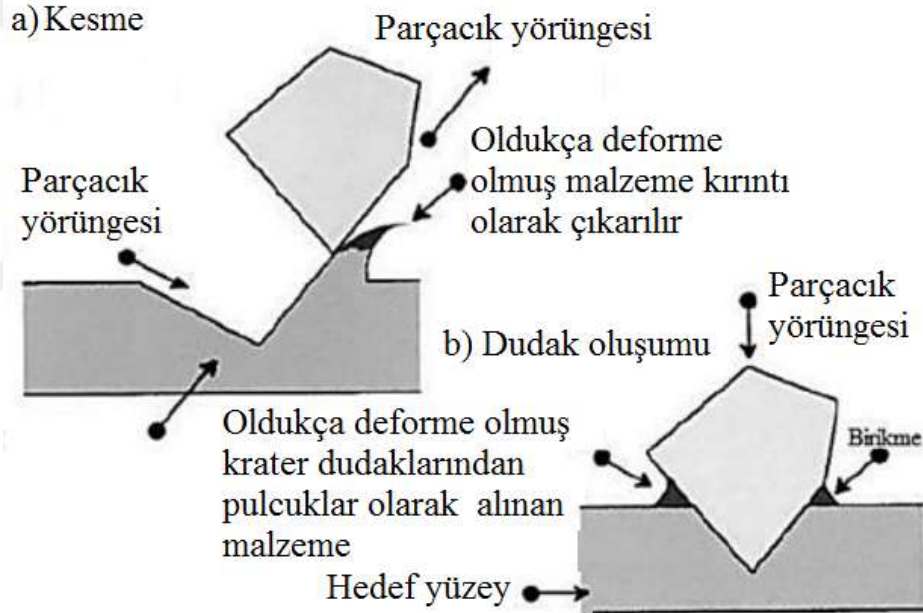 a) Kesme
Parçacık yörüngesi
Oldukça deforme
olmuş malzeme kırıntı
olarak çıkarılır
Parçacık
yörüngesi
Parçacık
yörüngesi
b) Dudak oluşumu
Oldukça deforme olmuş
krater dudaklarından
pulcuklar olarak alınan
malzeme
Birikme
Hedef yüzey